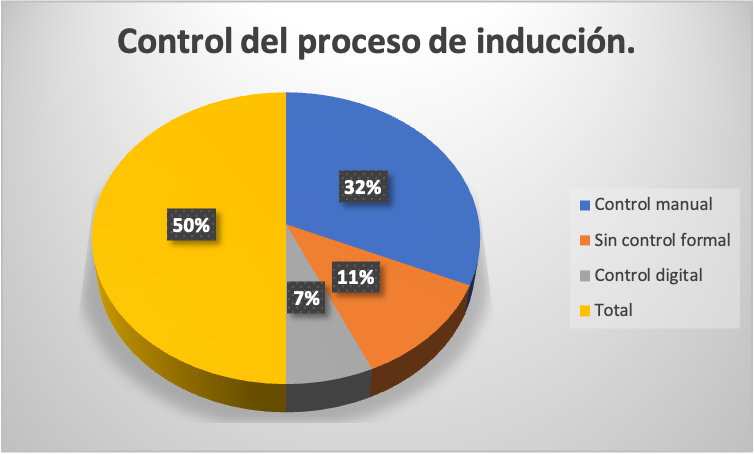 Control del proceso de inducción.
32%
50%
11%
7%
Control manual
Sin control formal
Control digital
Total